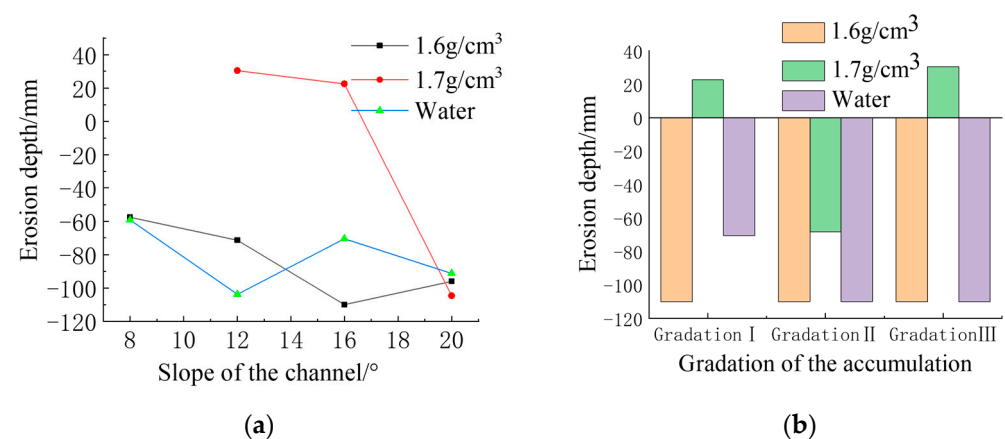 1.6g/cm³
1.7g/cm³
Water
40
20
0
−20
−40
−60
−80
−100
−120
Erosion depth/mm
8 10 12 14 16 18 20
Slope of the channel/°
(a)
1.6g/cm³
1.7g/cm³
Water
40
20
0
−20
−40
−60
−80
−100
−120
Erosion depth/mm
Gradation Ⅰ Gradation Ⅱ GradationⅢ
Gradation of the accumulation
(b)